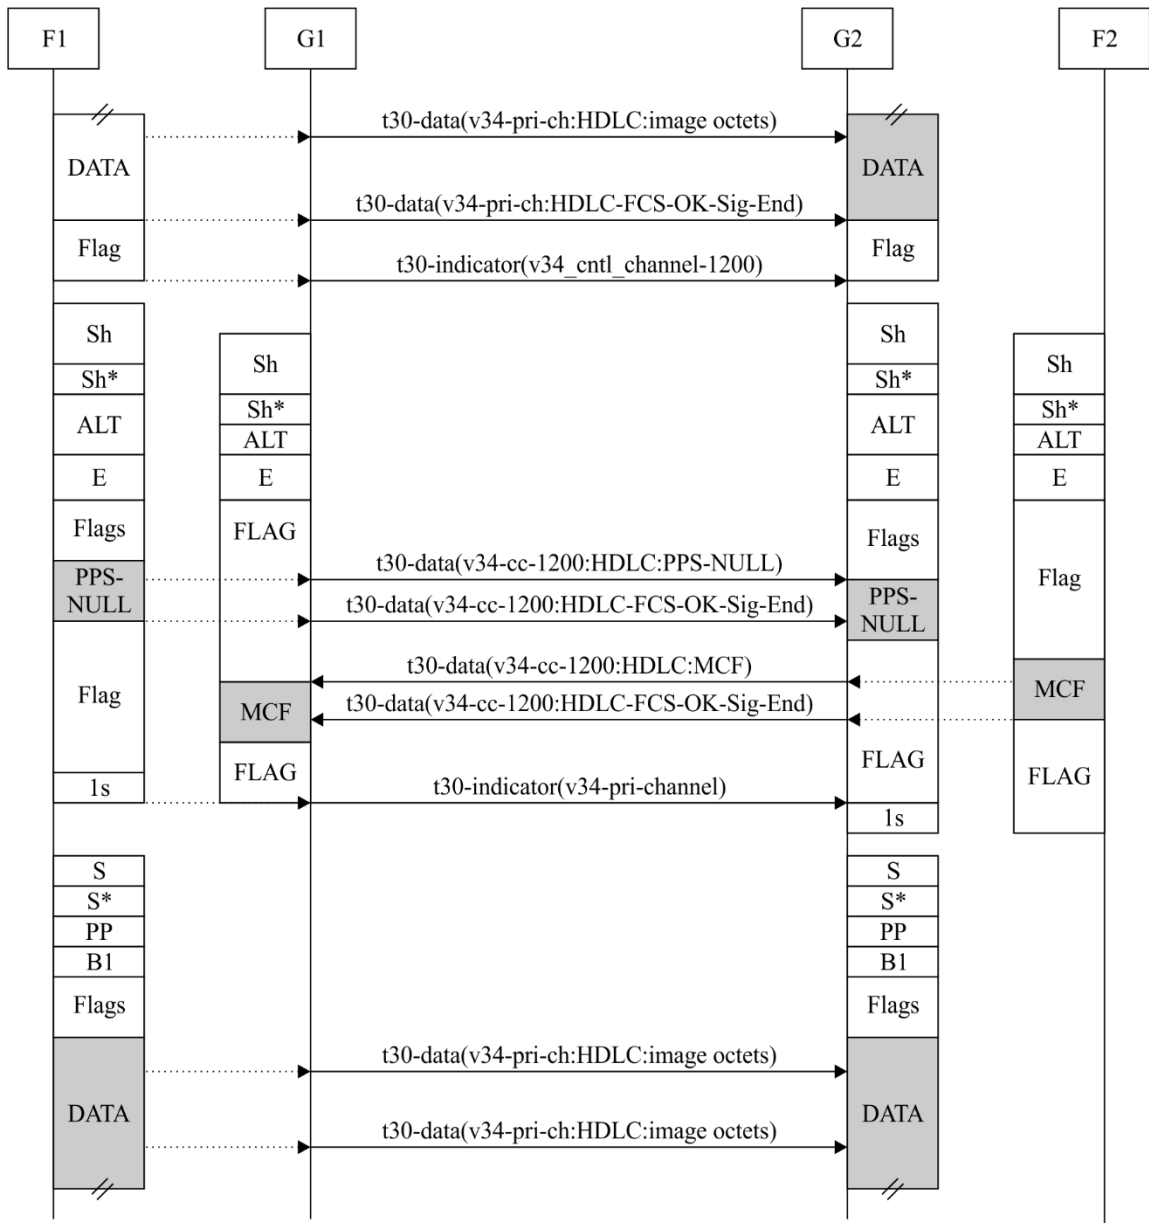 F1
G1
G2
F2
t30-data(v34-pri-ch:HDLC:image octets)
DATA
DATA
t30-data(v34-pri-ch:HDLC-FCS-OK-Sig-End)
Flag
Flag
t30-indicator(v34_cntl_channel-1200)
Sh
Sh
Sh
Sh
Sh*
Sh*
Sh*
Sh*
ALT
ALT
ALT
ALT
E
E
E
E
Flags
FLAG
Flags
t30-data(v34-cc-1200:HDLC:PPS-NULL)
Flag
PPS-
NULL
t30-data(v34-cc-1200:HDLC-FCS-OK-Sig-End)
PPS-
NULL
t30-data(v34-cc-1200:HDLC:MCF)
Flag
MCF
t30-data(v34-cc-1200:HDLC-FCS-OK-Sig-End)
MCF
FLAG
FLAG
FLAG
1s
t30-indicator(v34-pri-channel)
1s
S
S
S*
S*
PP
PP
B1
B1
Flags
Flags
t30-data(v34-pri-ch:HDLC:image octets)
DATA
DATA
t30-data(v34-pri-ch:HDLC:image octets)